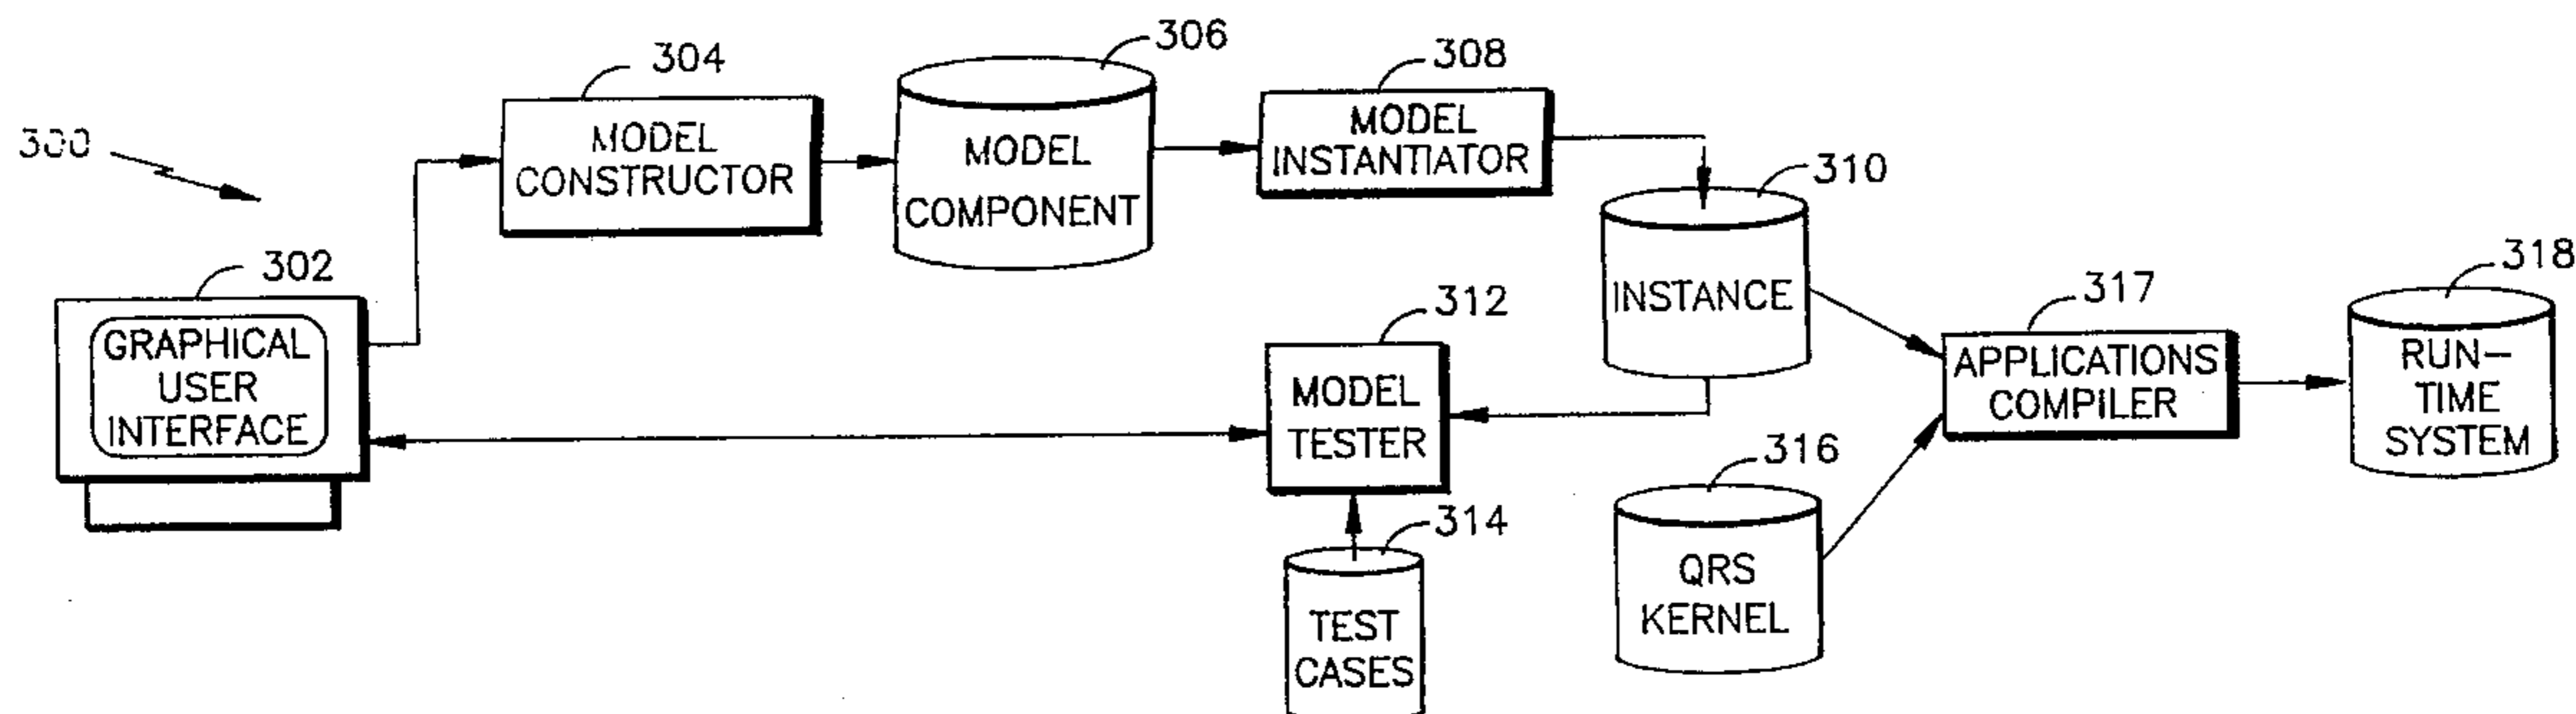 300
302
GRAPHICAL
USER
INTERFACE
304
MODEL
CONSTRUCTOR
306
MODEL
COMPONENT
308
MODEL
INSTANTIATOR
310
INSTANCE
312
MODEL
TESTER
314
TEST
CASES
316
QRS
KERNEL
317
APPLICATIONS
COMPILER
318
RUN-
TIME
SYSTEM